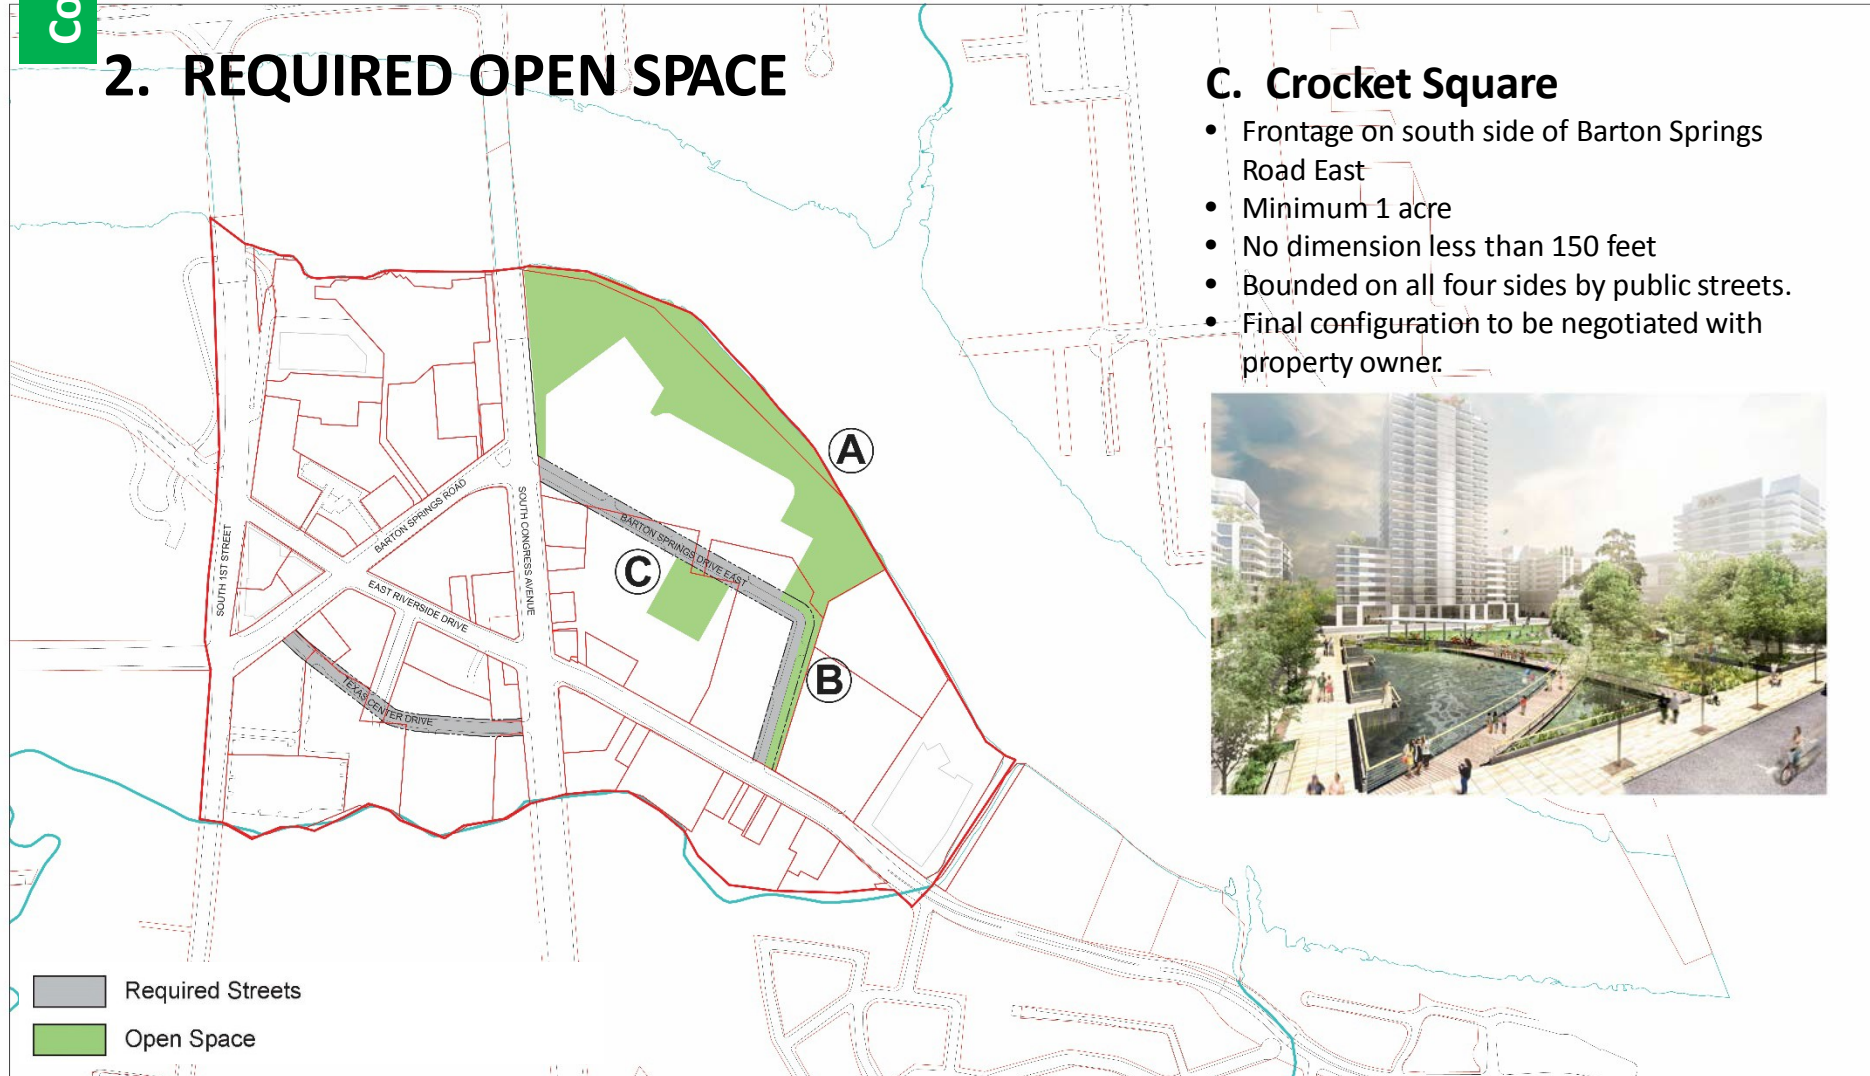 Co
2. REQUIRED OPEN SPACE
C. Crocket Square
• Frontage on south side of Barton Springs
Road East
• Minimum 1 acre
• No dimension less than 150 feet
• Bounded on all four sides by public streets.
• Final configuration to be negotiated with
property owner.
A
BARTON SPRINGS ROAD
SOUTH CONGRESS AVENUE
BARTON SPRINGS DRIVE EAST
SOUTH 1ST STREET
C
EAST RIVERSIDE DRIVE
B
TEXAS CENTER DRIVE
Required Streets
Open Space